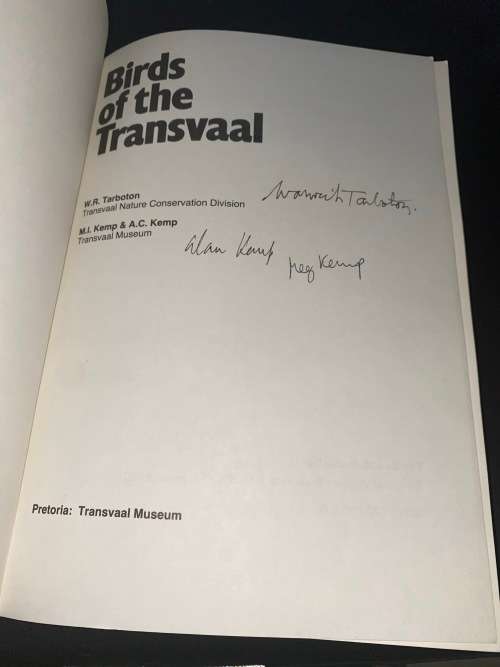 Birds
of the
Transvaal
W.R. Tarboton
Transvaal Nature Conservation Division
Warwick Tarboton.
M.I. Kemp & A.C. Kemp
Transvaal Museum
Alan Kemp
Meg Kemp
Pretoria: Transvaal Museum